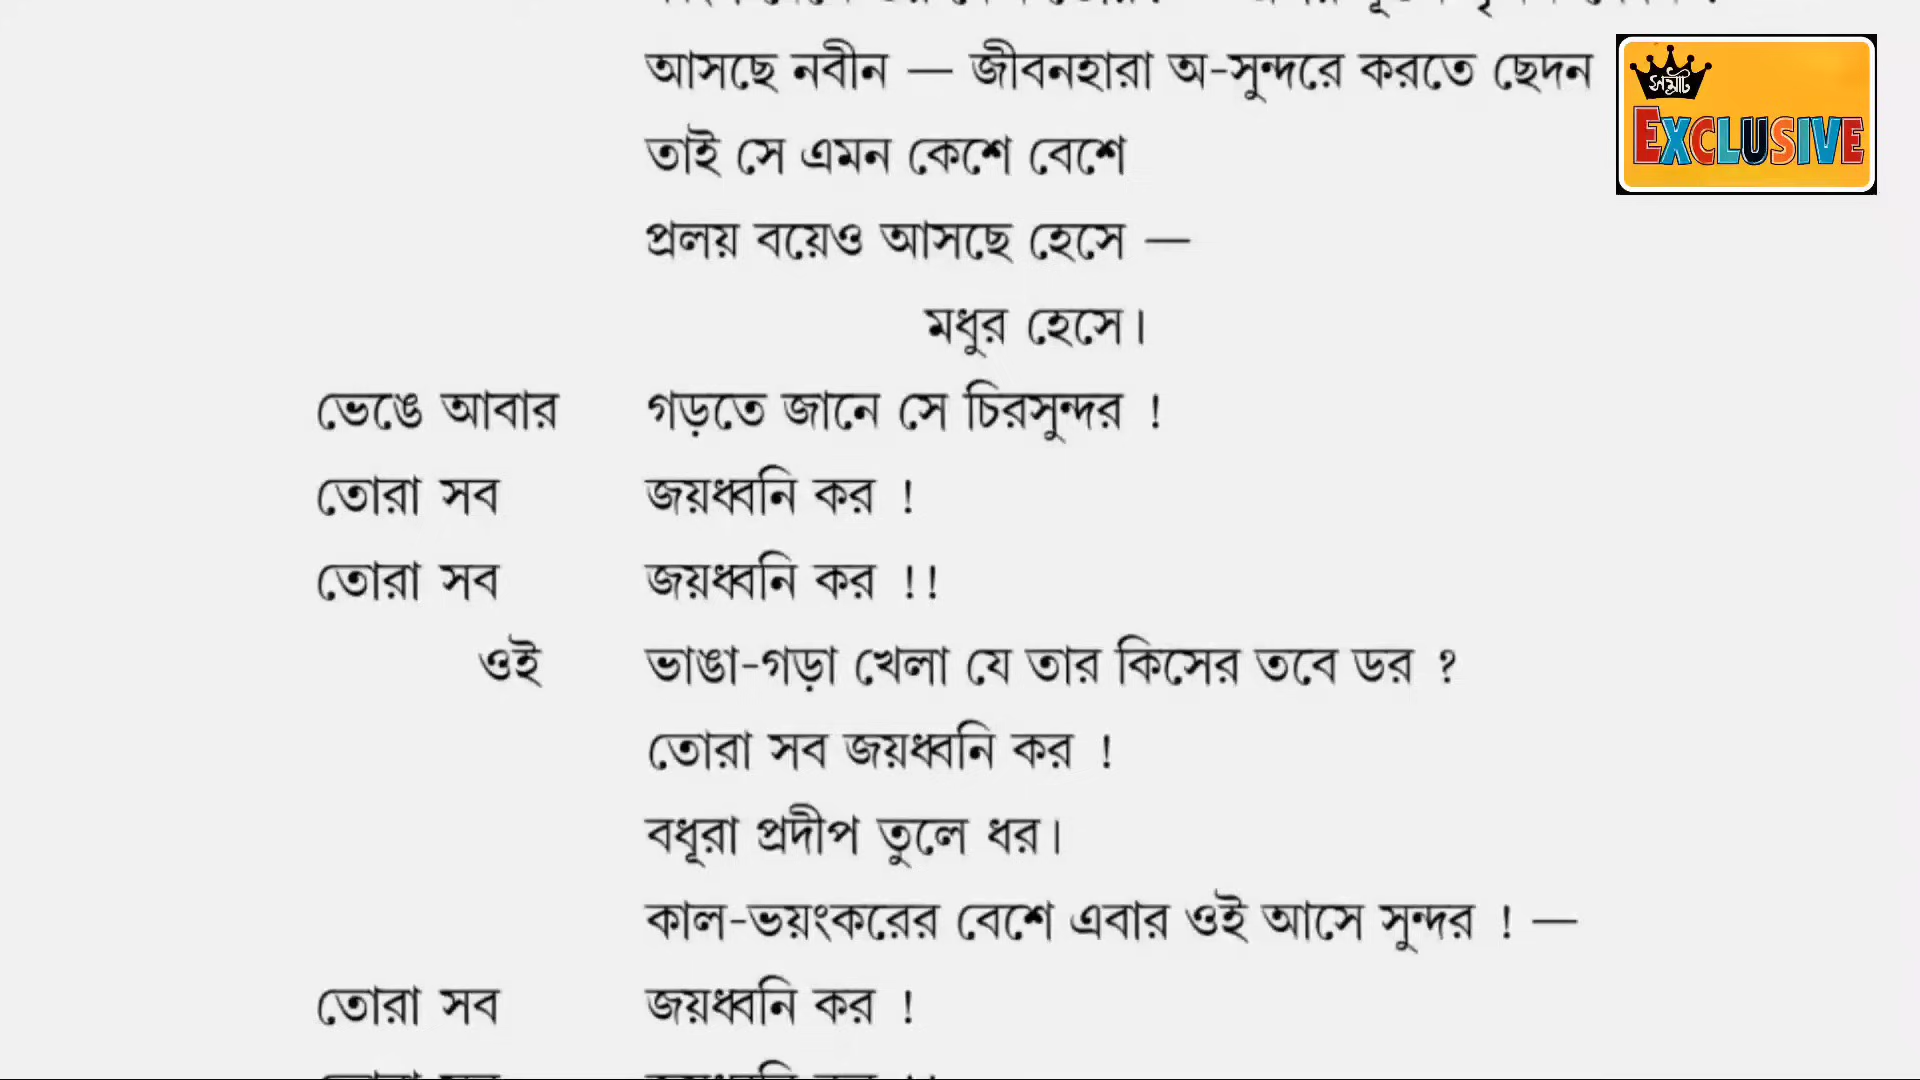 আসছে নবীন — জীবনহারা অ-সুন্দরে করতে ছেদন
সম্রাট
EXCLUSIVE
তাই সে এমন কেশে বেশে
প্রলয় বয়েও আসছে হেসে —
মধুর হেসে।
ভেঙে আবার গড়তে জানে সে চিরসুন্দর !
তোরা সব জয়ধ্বনি কর !
তোরা সব জয়ধ্বনি কর !!
ওই ভাঙা-গড়া খেলা যে তার কিসের তবে ডর ?
তোরা সব জয়ধ্বনি কর !
বধূরা প্রদীপ তুলে ধর।
কাল-ভয়ংকরের বেশে এবার ওই আসে সুন্দর ! —
তোরা সব জয়ধ্বনি কর !